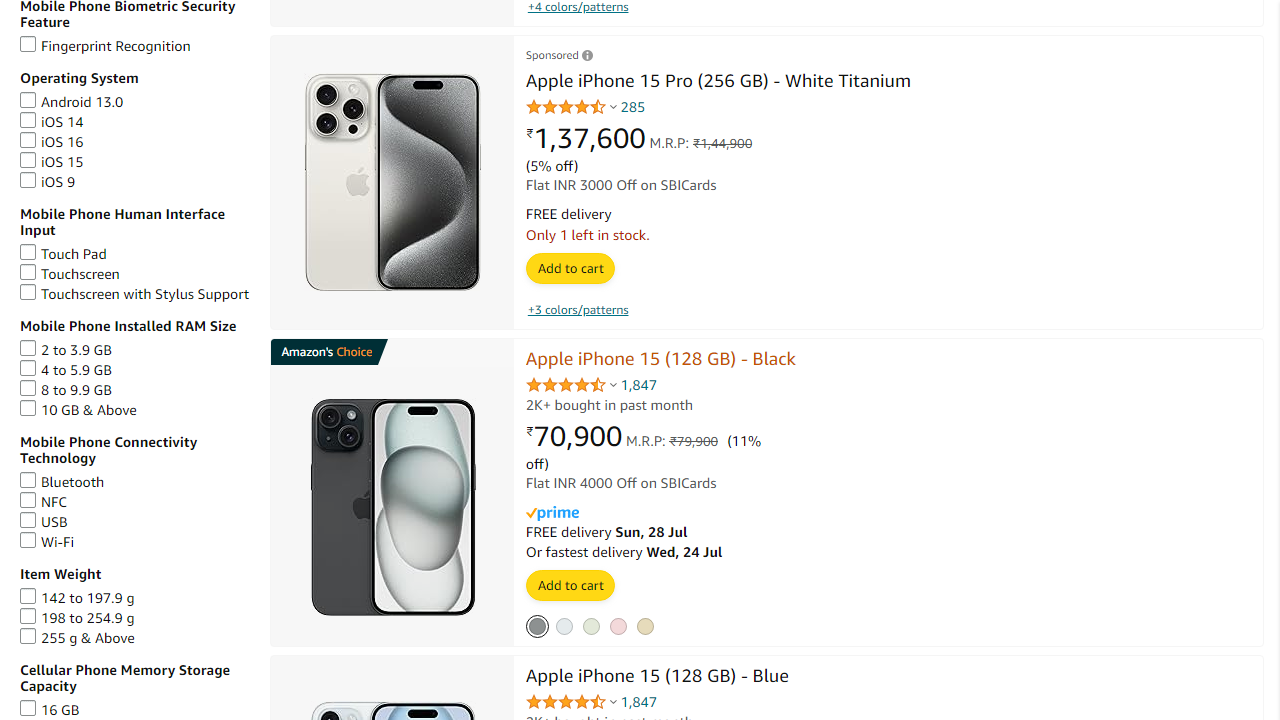 Mobile Phone Biometric Security
Feature
Fingerprint Recognition
Operating System
Android 13.0
iOS 14
iOS 16
iOS 15
iOS 9
Mobile Phone Human Interface
Input
Touch Pad
Touchscreen
Touchscreen with Stylus Support
Mobile Phone Installed RAM Size
2 to 3.9 GB
4 to 5.9 GB
8 to 9.9 GB
10 GB & Above
Mobile Phone Connectivity
Technology
Bluetooth
NFC
USB
Wi-Fi
Item Weight
142 to 197.9 g
198 to 254.9 g
255 g & Above
Cellular Phone Memory Storage
Capacity
16 GB
+4 colors/patterns
Sponsored
Apple iPhone 15 Pro (256 GB) - White Titanium
285
₹1,37,600 M.R.P: ₹1,44,900
(5% off)
Flat INR 3000 Off on SBICards
FREE delivery
Only 1 left in stock.
Add to cart
+3 colors/patterns
Amazon's Choice
Apple iPhone 15 (128 GB) - Black
1,847
2K+ bought in past month
₹70,900 M.R.P: ₹79,900 (11%
off)
Flat INR 4000 Off on SBICards
prime
FREE delivery Sun, 28 Jul
Or fastest delivery Wed, 24 Jul
Add to cart
Apple iPhone 15 (128 GB) - Blue
1,847